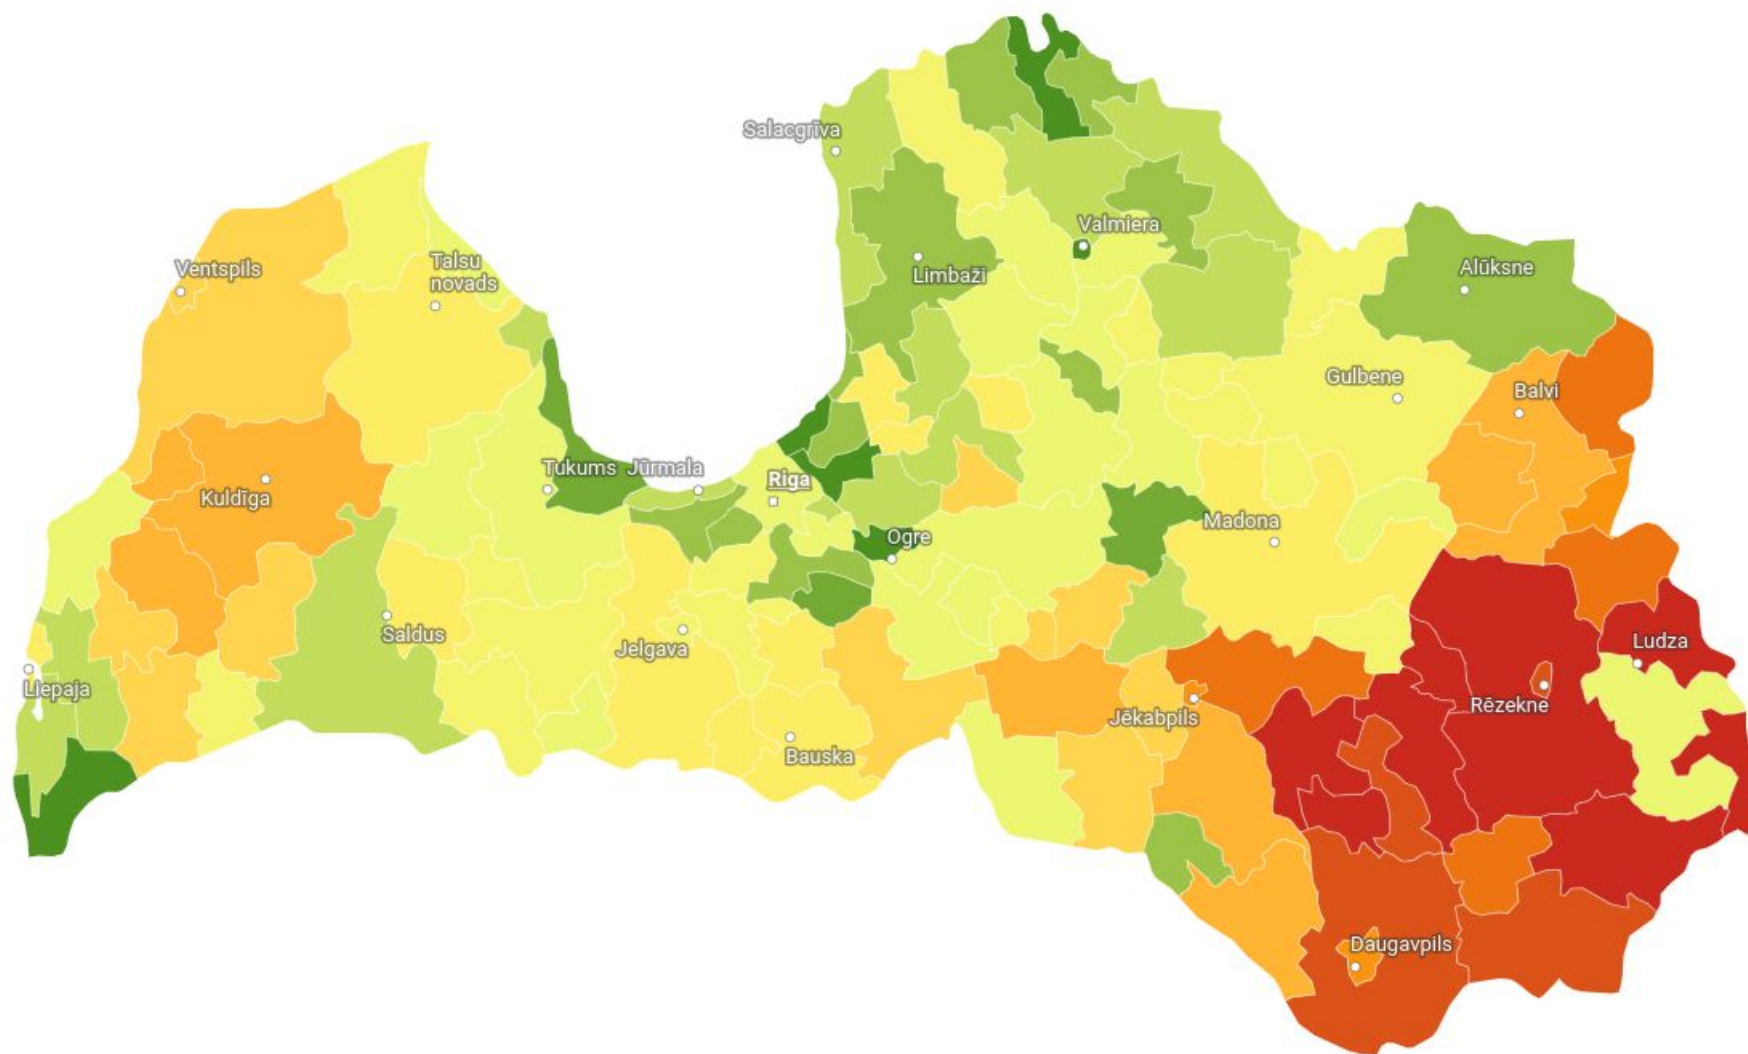 Salacgrīva
Valmiera
Ventspils
Talsu
novads
Limbaži
Alūksne
Gulbene
Balvi
Kuldīga
Tukums
Jūrmala
Riga
Ogre
Madona
Saldus
Jelgava
Ludza
Liepaja
Jēkabpils
Rēzekne
Bauska
Daugavpils